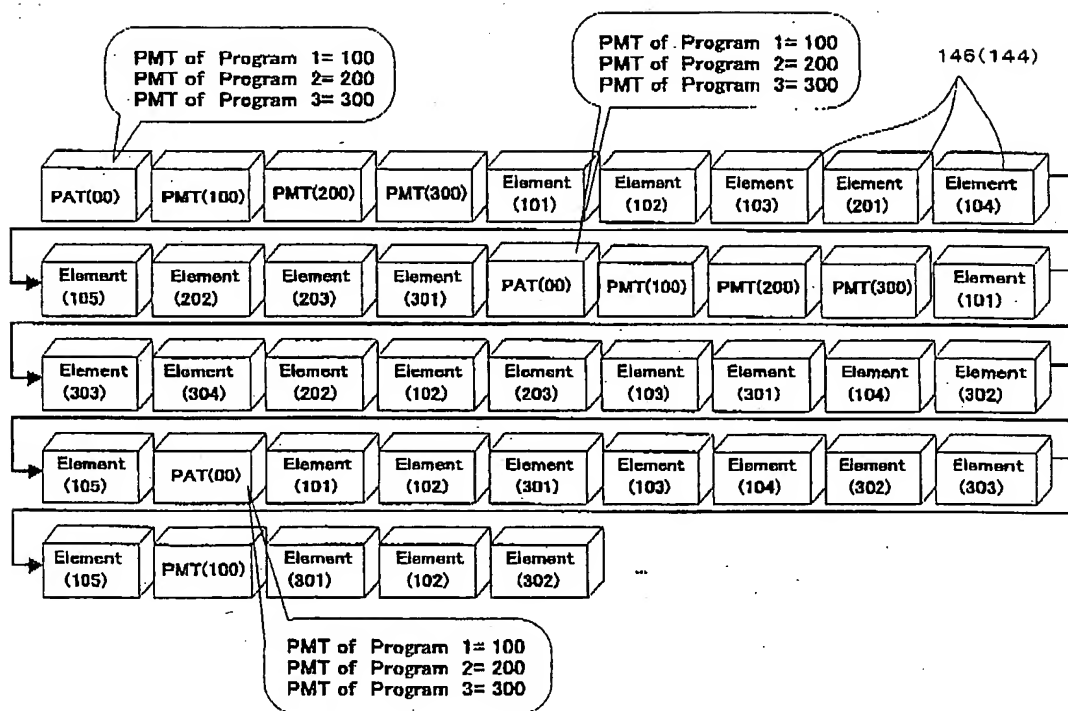 PMT of Program 1= 100
PMT of Program 2= 200
PMT of Program 3= 300
PMT of Program 1= 100
PMT of Program 2= 200
PMT of Program 3= 300
146(144)
PAT(00) PMT(100) PMT(200) PMT(300) Element (101) Element (102) Element (103) Element (201) Element (104)
Element (105) Element (202) Element (203) Element (301) PAT(00) PMT(100) PMT(200) PMT(300) Element (101)
Element (303) Element (304) Element (202) Element (102) Element (203) Element (103) Element (301) Element (104) Element (302)
Element (105) PAT(00) Element (101) Element (102) Element (301) Element (103) Element (104) Element (302) Element (303)
Element (105) PMT(100) Element (301) Element (102) Element (302) ...
PMT of Program 1= 100
PMT of Program 2= 200
PMT of Program 3= 300